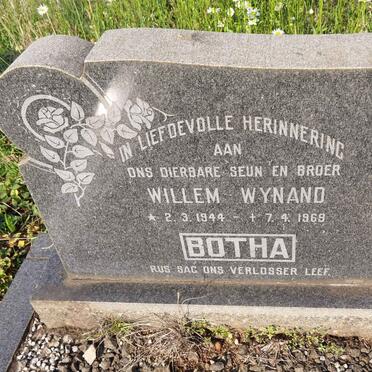 IN LIEFDEVOLLE HERINNERING
AAN
ONS DIERBARE SEUN EN BROER
WILLEM WYNAND
★ 2.3.1944 - ✝ 7.4.1968
BOTHA
RUS SAG ONS VERLOSSER LEEF.